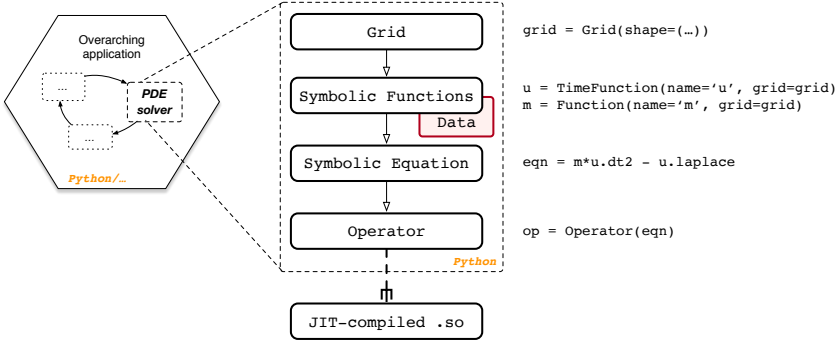 Overarching
application
...
PDE
solver
...
Python/…
Grid
grid = Grid(shape=(…))
Symbolic Functions
Data
u = TimeFunction(name=‘u’, grid=grid)
m = Function(name=‘m’, grid=grid)
Symbolic Equation
eqn = m*u.dt2 - u.laplace
Operator
op = Operator(eqn)
Python
JIT-compiled .so